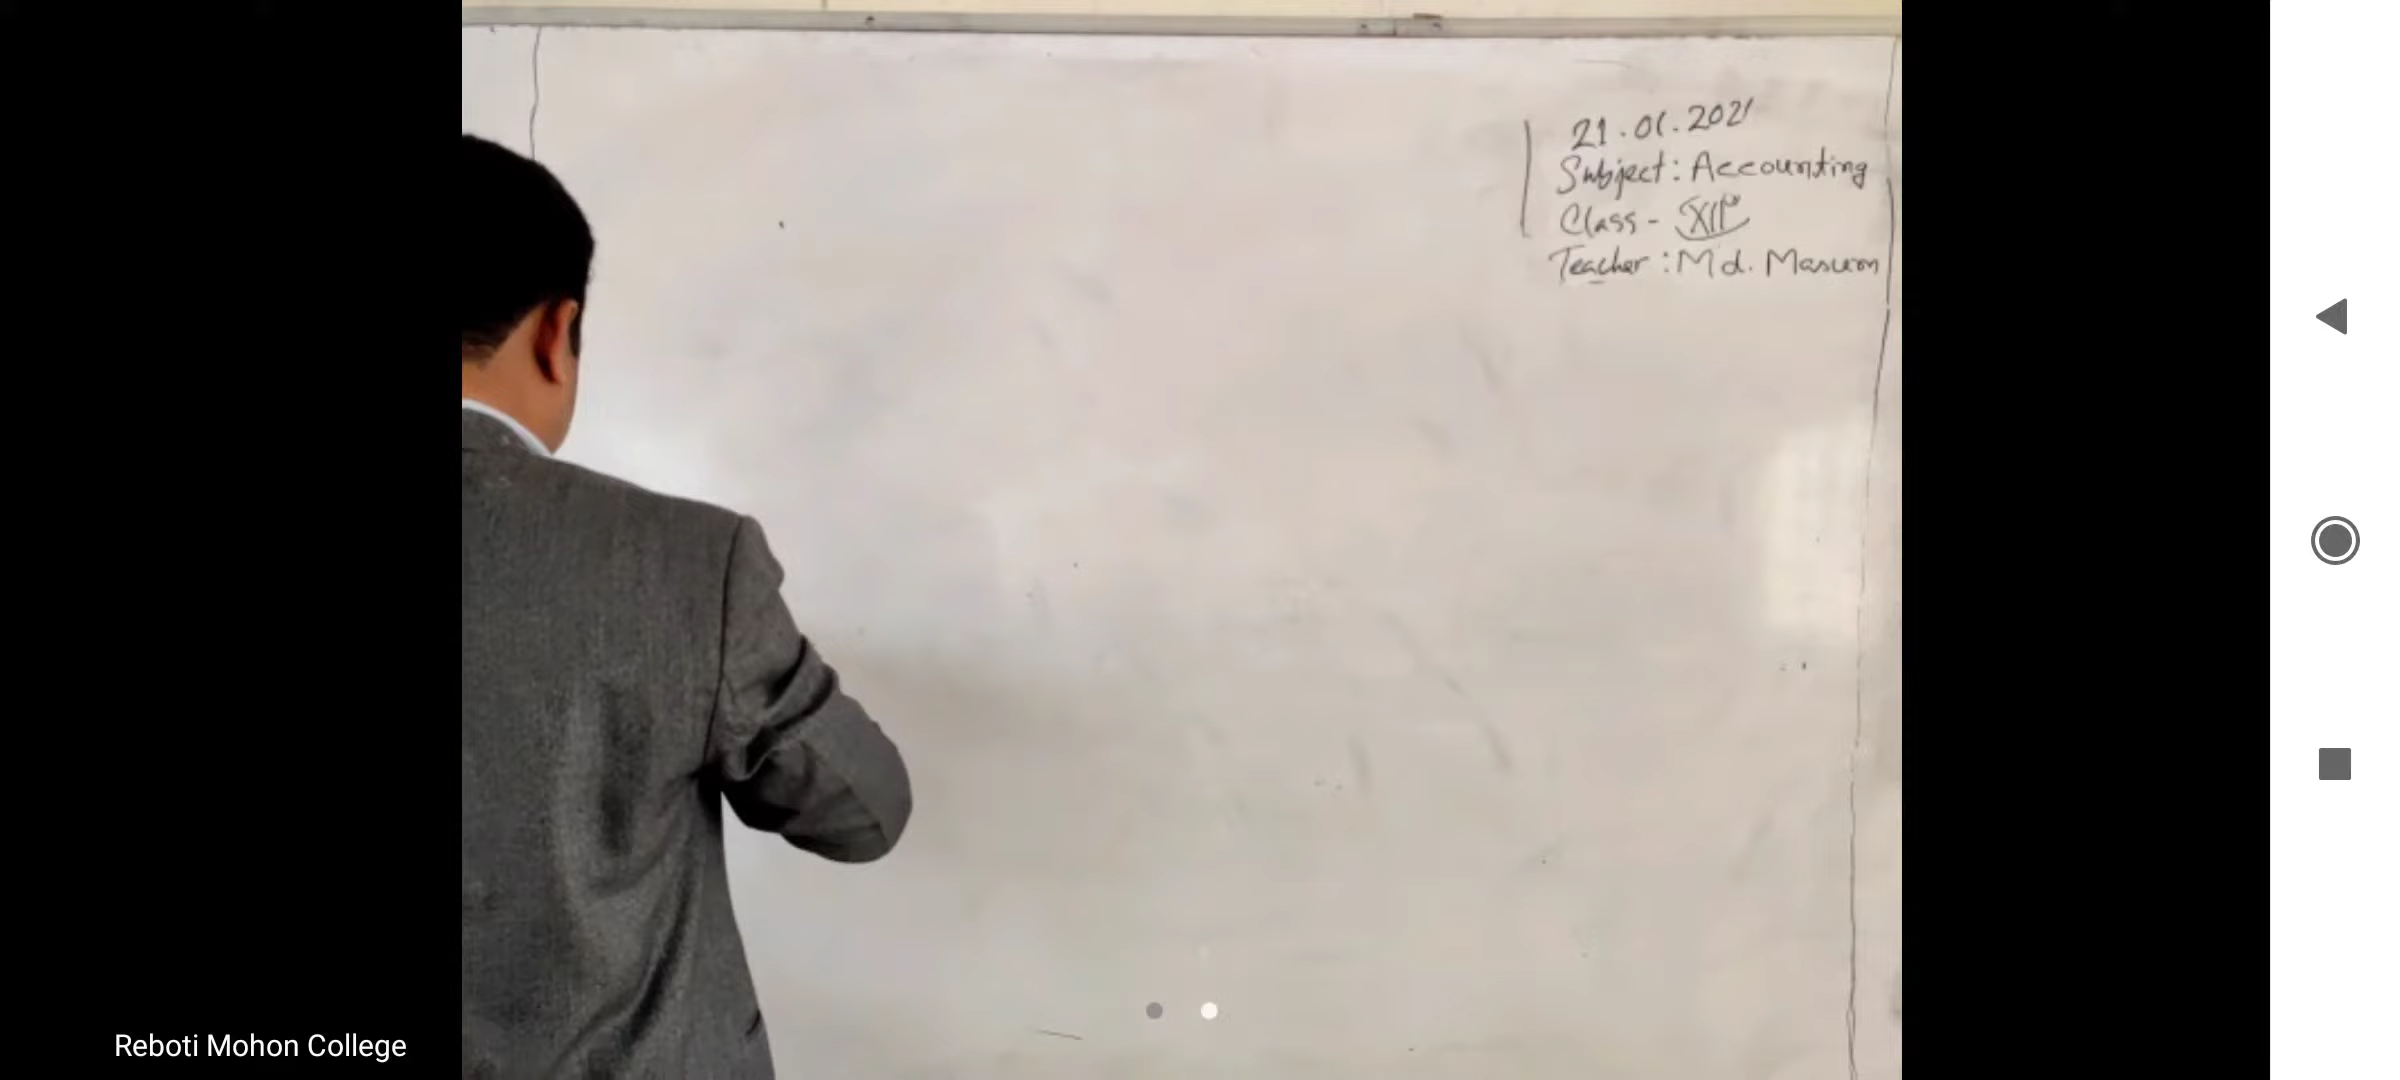 21.01.2021
Subject: Accounting
Class - XII
Teacher: Md. Masum
Reboti Mohon College